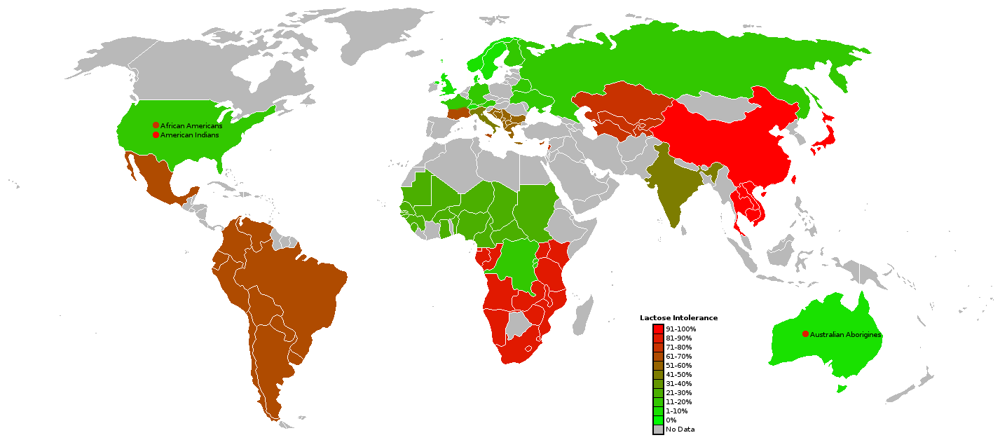 African Americans
American Indians
Lactose Intolerance
91-100%
81-90%
71-80%
61-70%
51-60%
41-50%
31-40%
21-30%
11-20%
1-10%
0%
No Data
Australian Aborigines